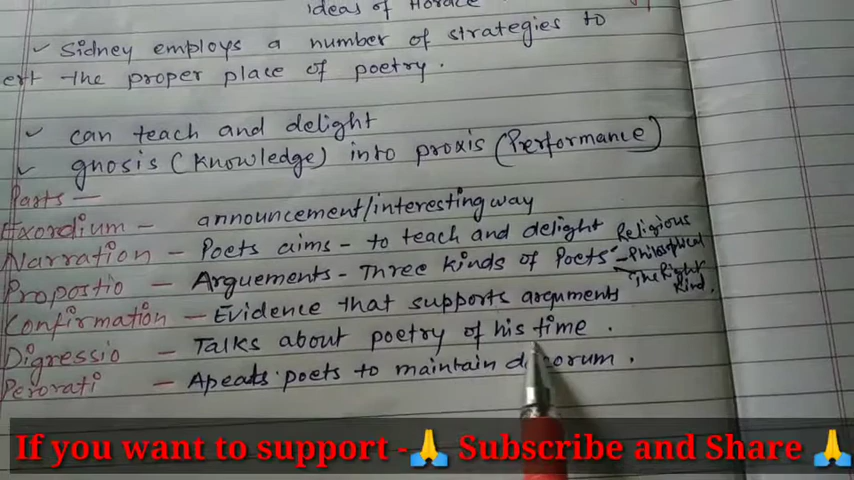 ideas of Horace
✓ Sidney employs a number of strategies to
ert the proper place of poetry.
✓ can teach and delight
✓ gnosis (knowledge) into proxis (Performance)
Parts —
Exordium - announcement/interesting way
Narration - Poets aims - to teach and delight
Propostio - Arguements - Three kinds of Poets - Religious
- Philosphical
The Right Kind.
Confirmation - Evidence that supports arguments
Digressio - Talks about poetry of his time.
Perorati - Apeats poets to maintain decorum.
If you want to support -🙏 Subscribe and Share 🙏